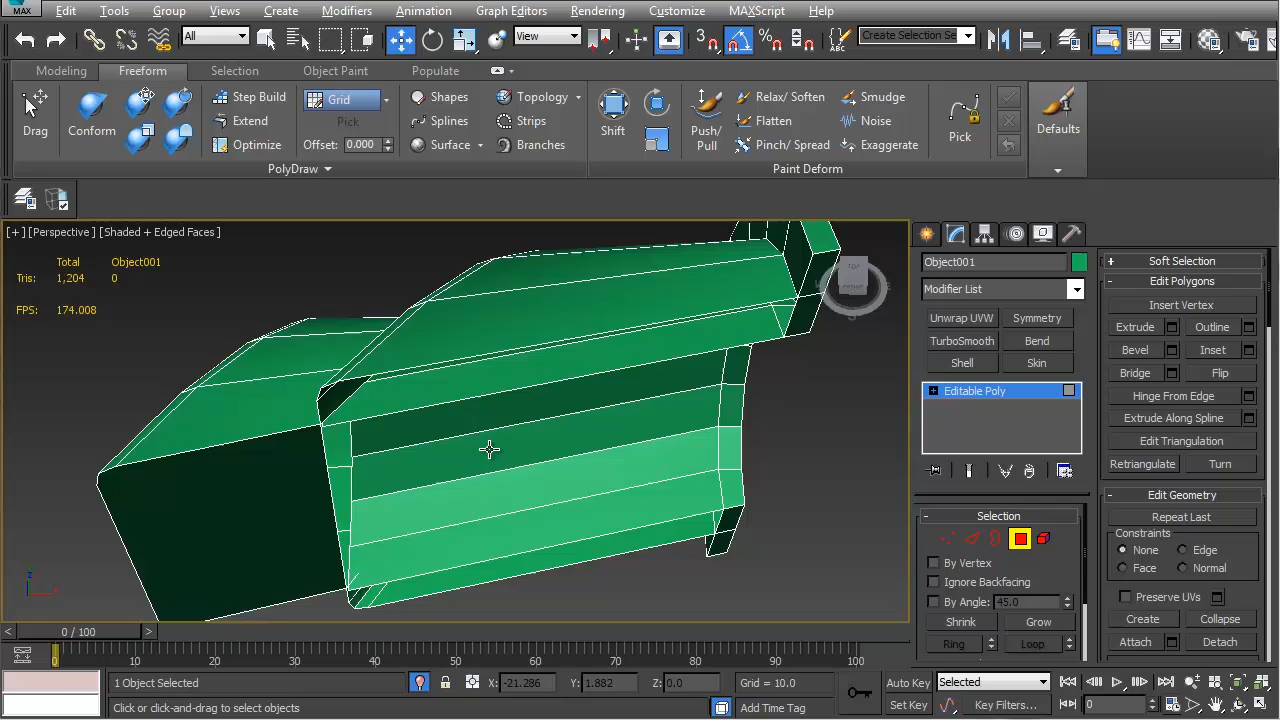 MAX Edit Tools Group Views Create Modifiers Animation Graph Editors Rendering Customize MAXScript Help
All View 3 % ABC Create Selection Se
Modeling Freeform Selection Object Paint Populate
Drag Conform Step Build Extend Optimize Grid Pick Offset: 0.000 Shapes Splines Surface Topology Strips Branches Shift Push/ Pull Relax/ Soften Flatten Pinch/ Spread Smudge Noise Exaggerate Pick Defaults
PolyDraw Paint Deform
[+] [Perspective] [Shaded + Edged Faces]
Total Object001
Tris: 1,204 0
FPS: 174.008
TOP
FRONT
z
x
Object001
Modifier List
Unwrap UVW Symmetry
TurboSmooth Bend
Shell Skin
Editable Poly
Selection
By Vertex
Ignore Backfacing
By Angle: 45.0
Shrink Grow
Ring Loop
Soft Selection
Edit Polygons
Insert Vertex
Extrude Outline
Bevel Inset
Bridge Flip
Hinge From Edge
Extrude Along Spline
Edit Triangulation
Retriangulate Turn
Edit Geometry
Repeat Last
Constraints
None Edge
Face Normal
Preserve UVs
Create Collapse
Attach Detach
< 0 / 100 >
0 10 20 30 40 50 60 70 80 90 100
1 Object Selected X: -21.286 Y: 1.882 Z: 0.0 Grid = 10.0 Auto Key Selected
Click or click-and-drag to select objects Add Time Tag Set Key Key Filters... 0